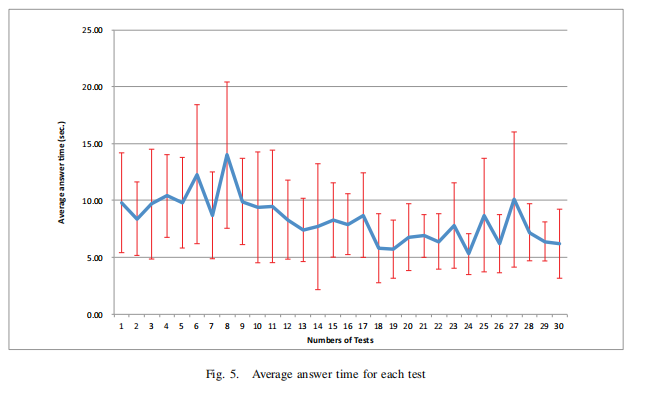 25.00
20.00
15.00
10.00
5.00
0.00
Average answer time (sec.)
1 2 3 4 5 6 7 8 9 10 11 12 13 14 15 16 17 18 19 20 21 22 23 24 25 26 27 28 29 30
Numbers of Tests
Fig. 5. Average answer time for each test